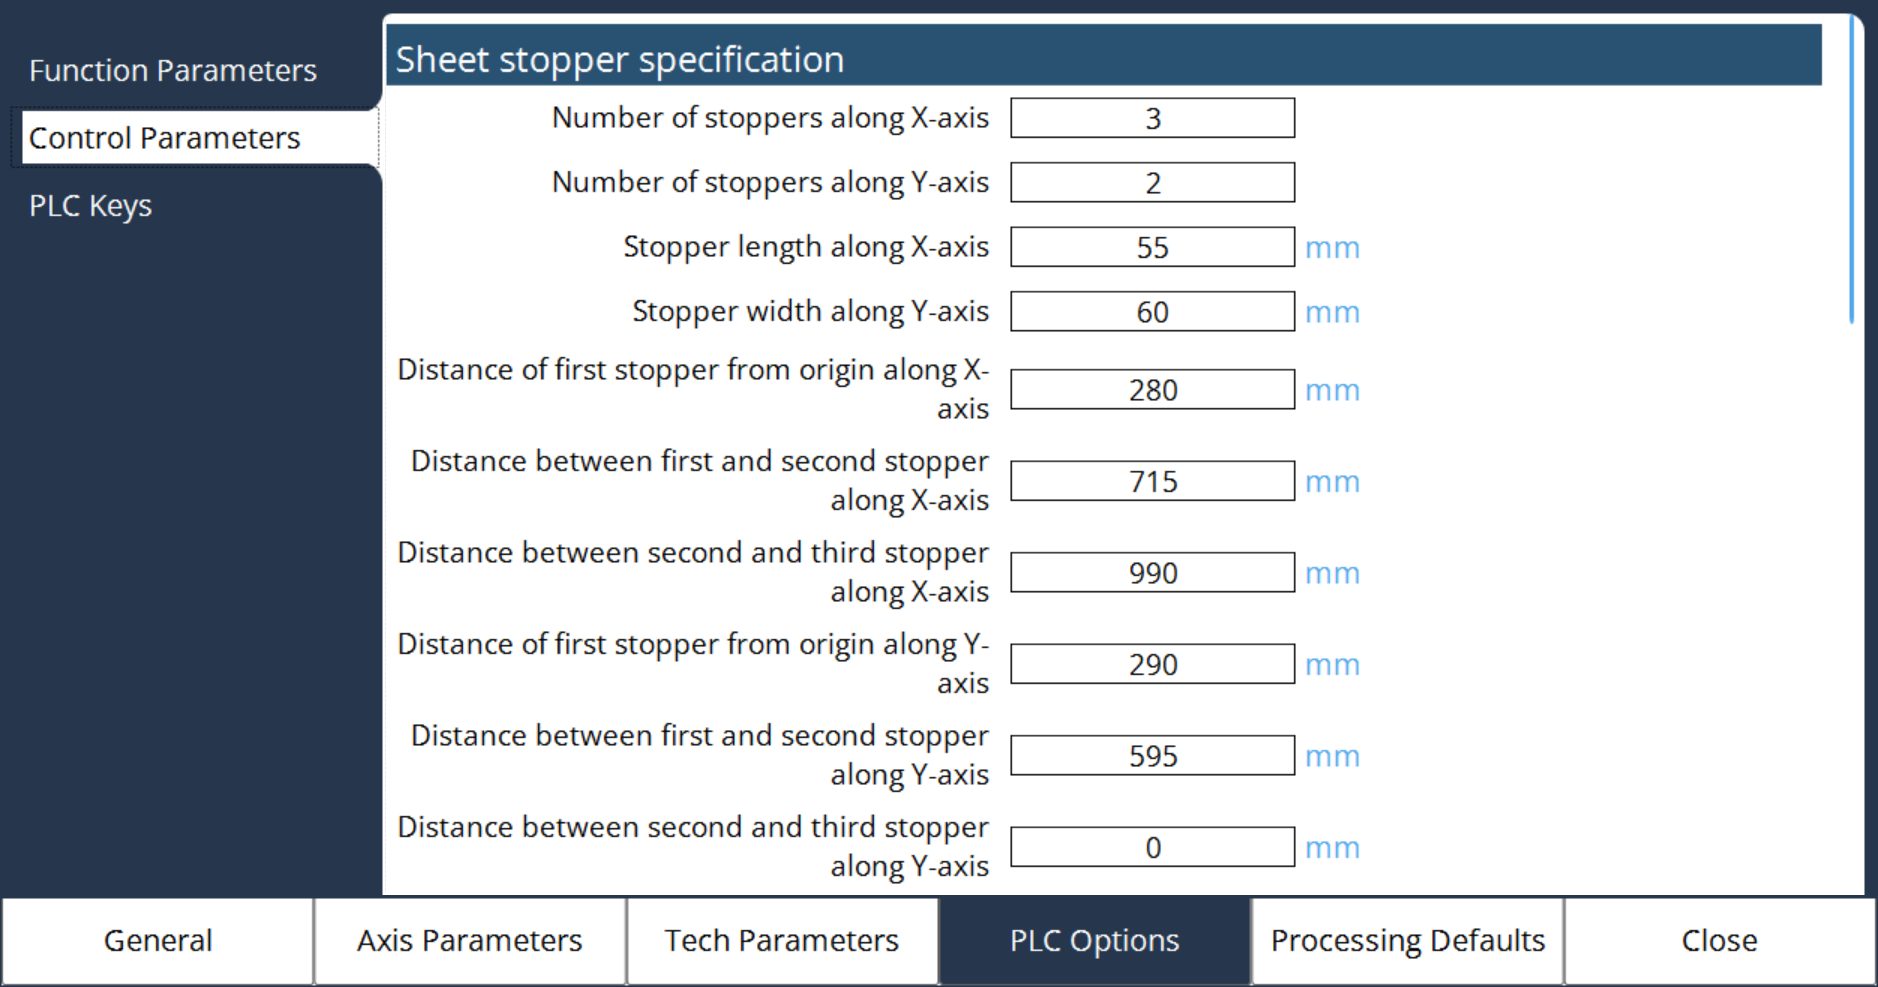 Function Parameters
Control Parameters
PLC Keys
Sheet stopper specification
Number of stoppers along X-axis 3
Number of stoppers along Y-axis 2
Stopper length along X-axis 55 mm
Stopper width along Y-axis 60 mm
Distance of first stopper from origin along X-
axis 280 mm
Distance between first and second stopper
along X-axis 715 mm
Distance between second and third stopper
along X-axis 990 mm
Distance of first stopper from origin along Y-
axis 290 mm
Distance between first and second stopper
along Y-axis 595 mm
Distance between second and third stopper
along Y-axis 0 mm
General Axis Parameters Tech Parameters PLC Options Processing Defaults Close